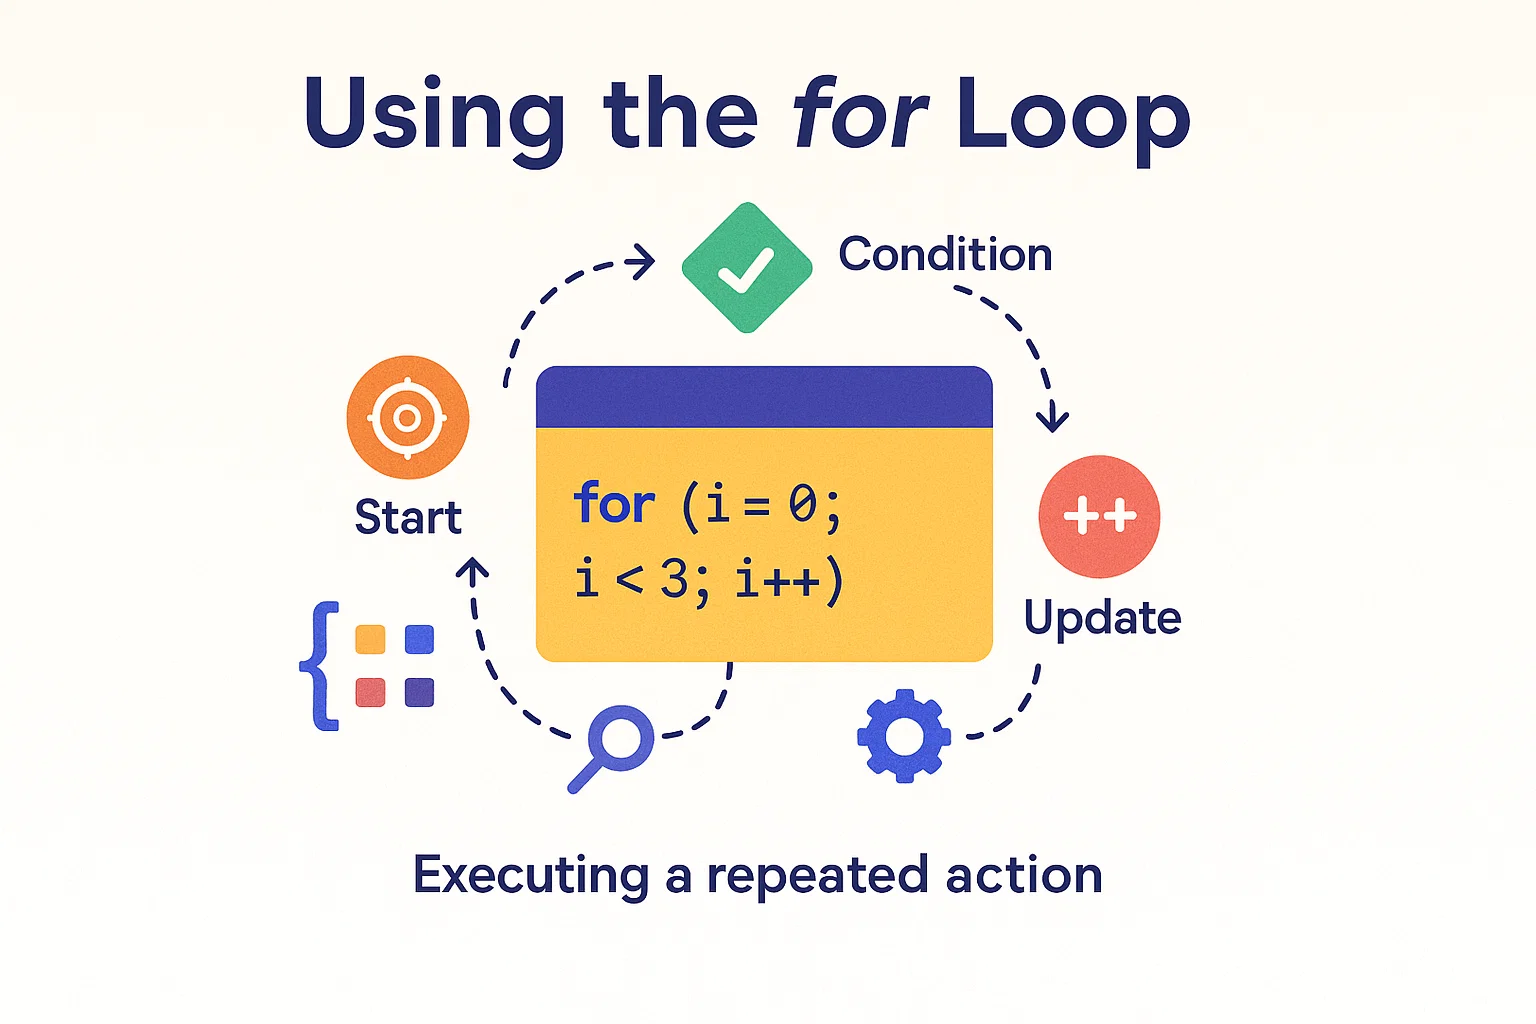 Using the for Loop
Condition
Start
for (i = 0;
i < 3; i++)
++
Update
{
Executing a repeated action